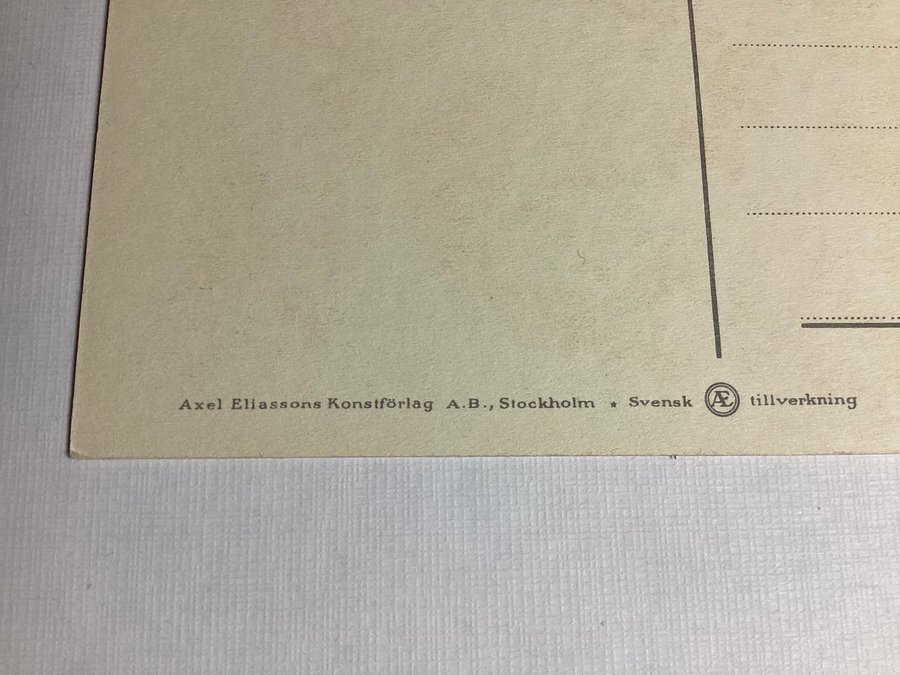 Axel Eliassons Konstförlag A.B., Stockholm ★ Svensk Æ tillverkning